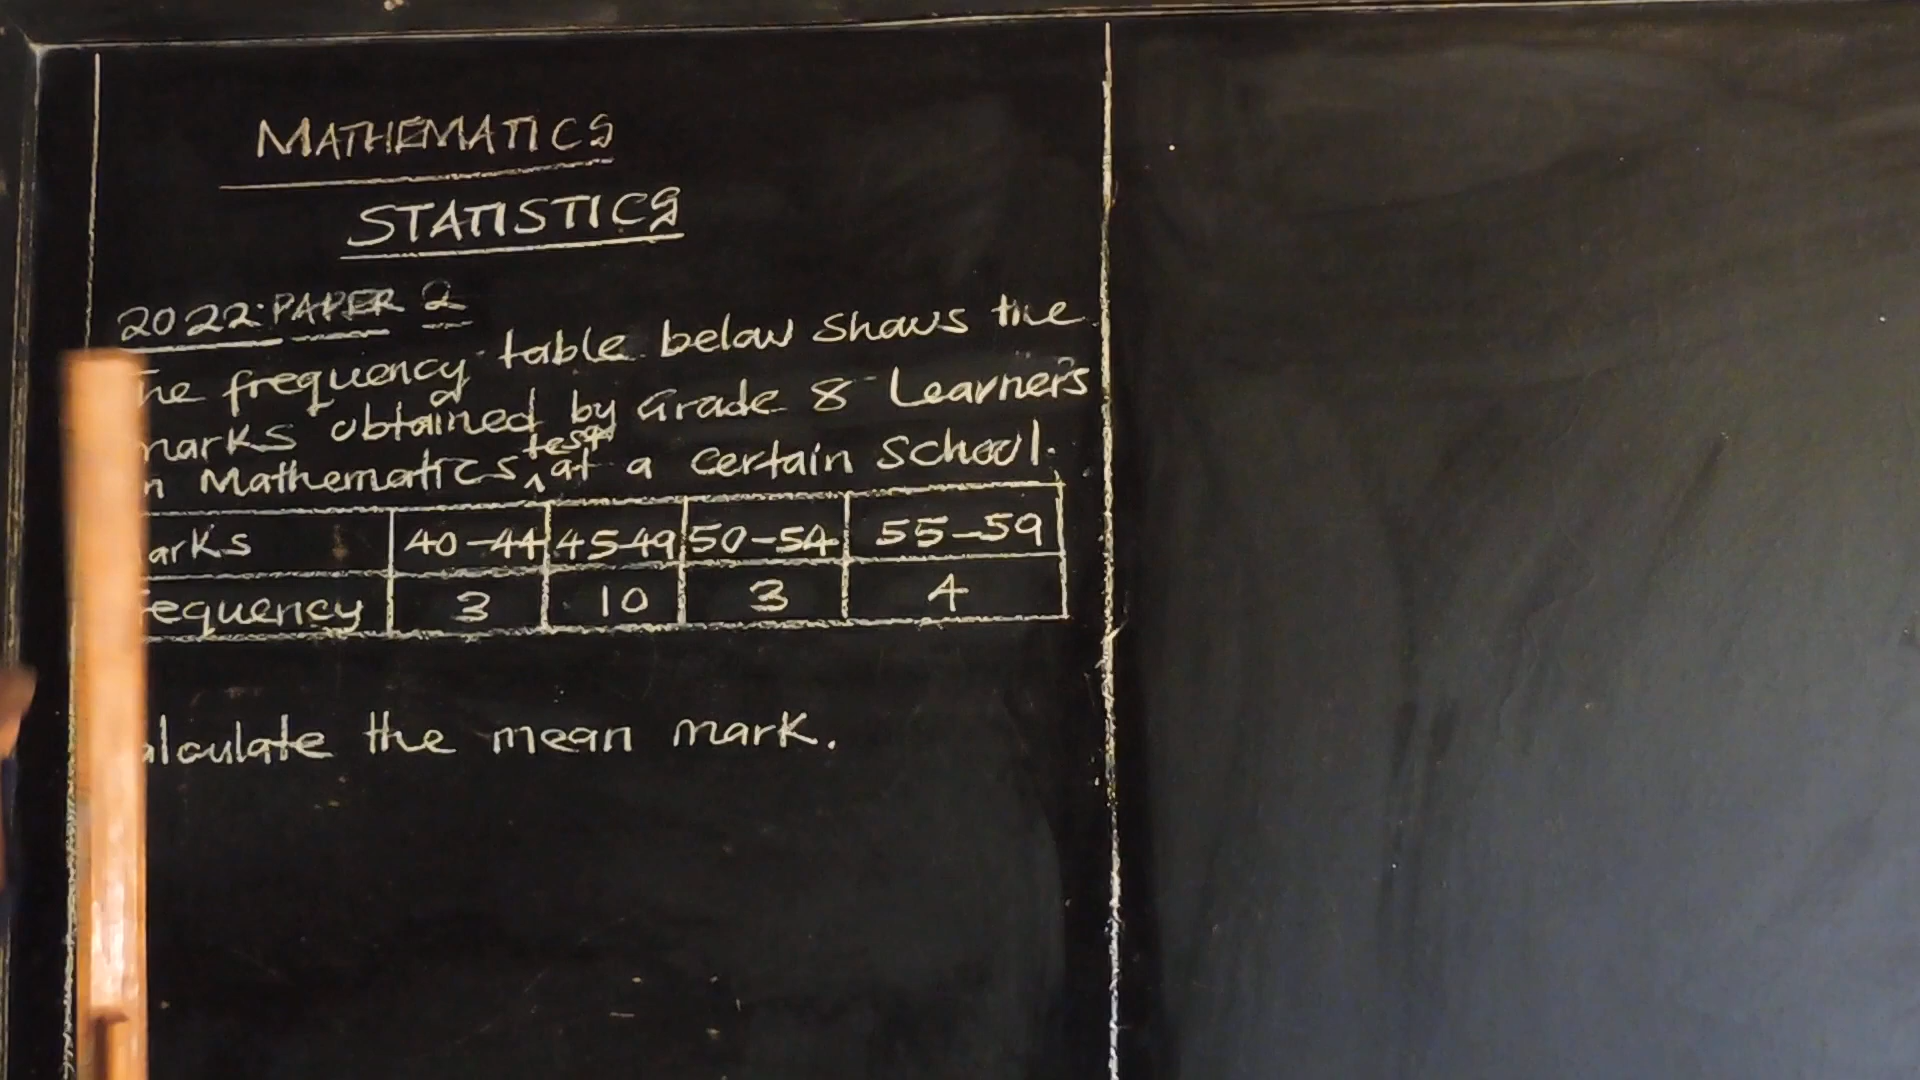 MATHEMATICS
STATISTICS
2022 PAPER 2
he frequency table below shows the
marks obtained by Grade 8 Learners
n Mathematics test at a certain School.
arks 40-44 45-49 50-54 55-59
equency 3 10 3 4
alculate the mean mark.